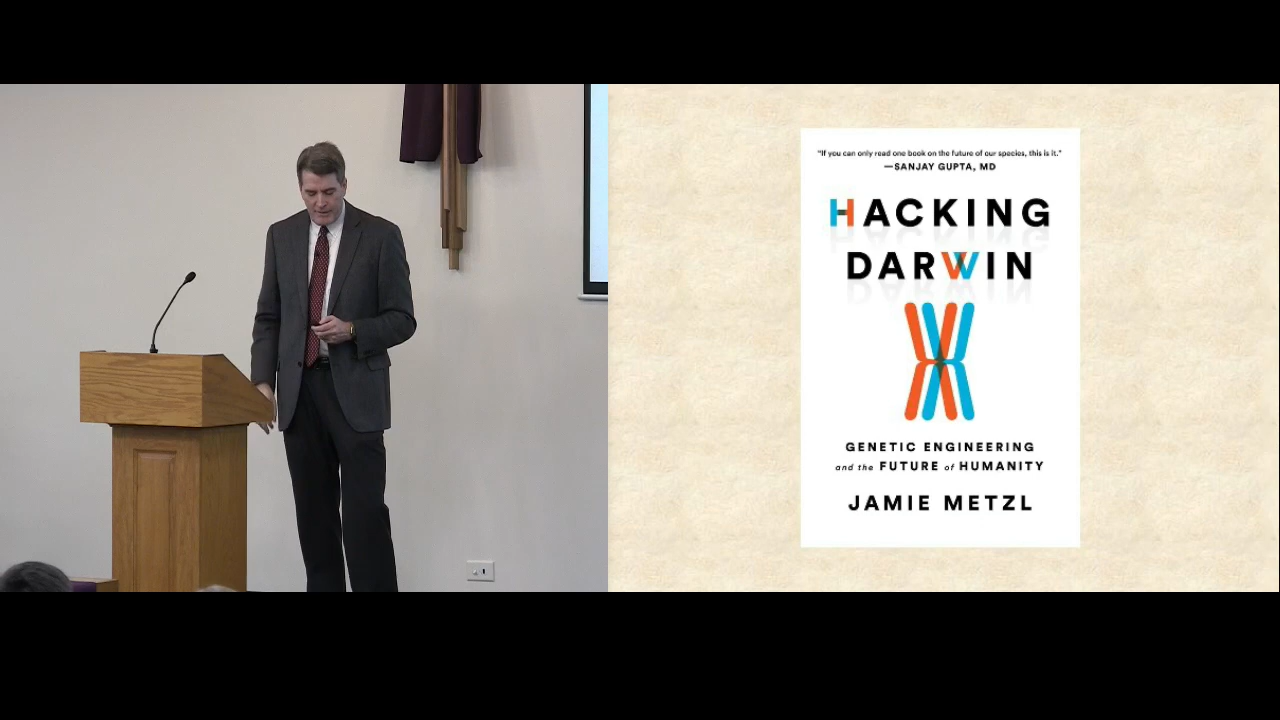 "If you can only read one book on the future of our species, this is it."
—SANJAY GUPTA, MD
HACKING
DARWIN
GENETIC ENGINEERING
and the FUTURE of HUMANITY
JAMIE METZL